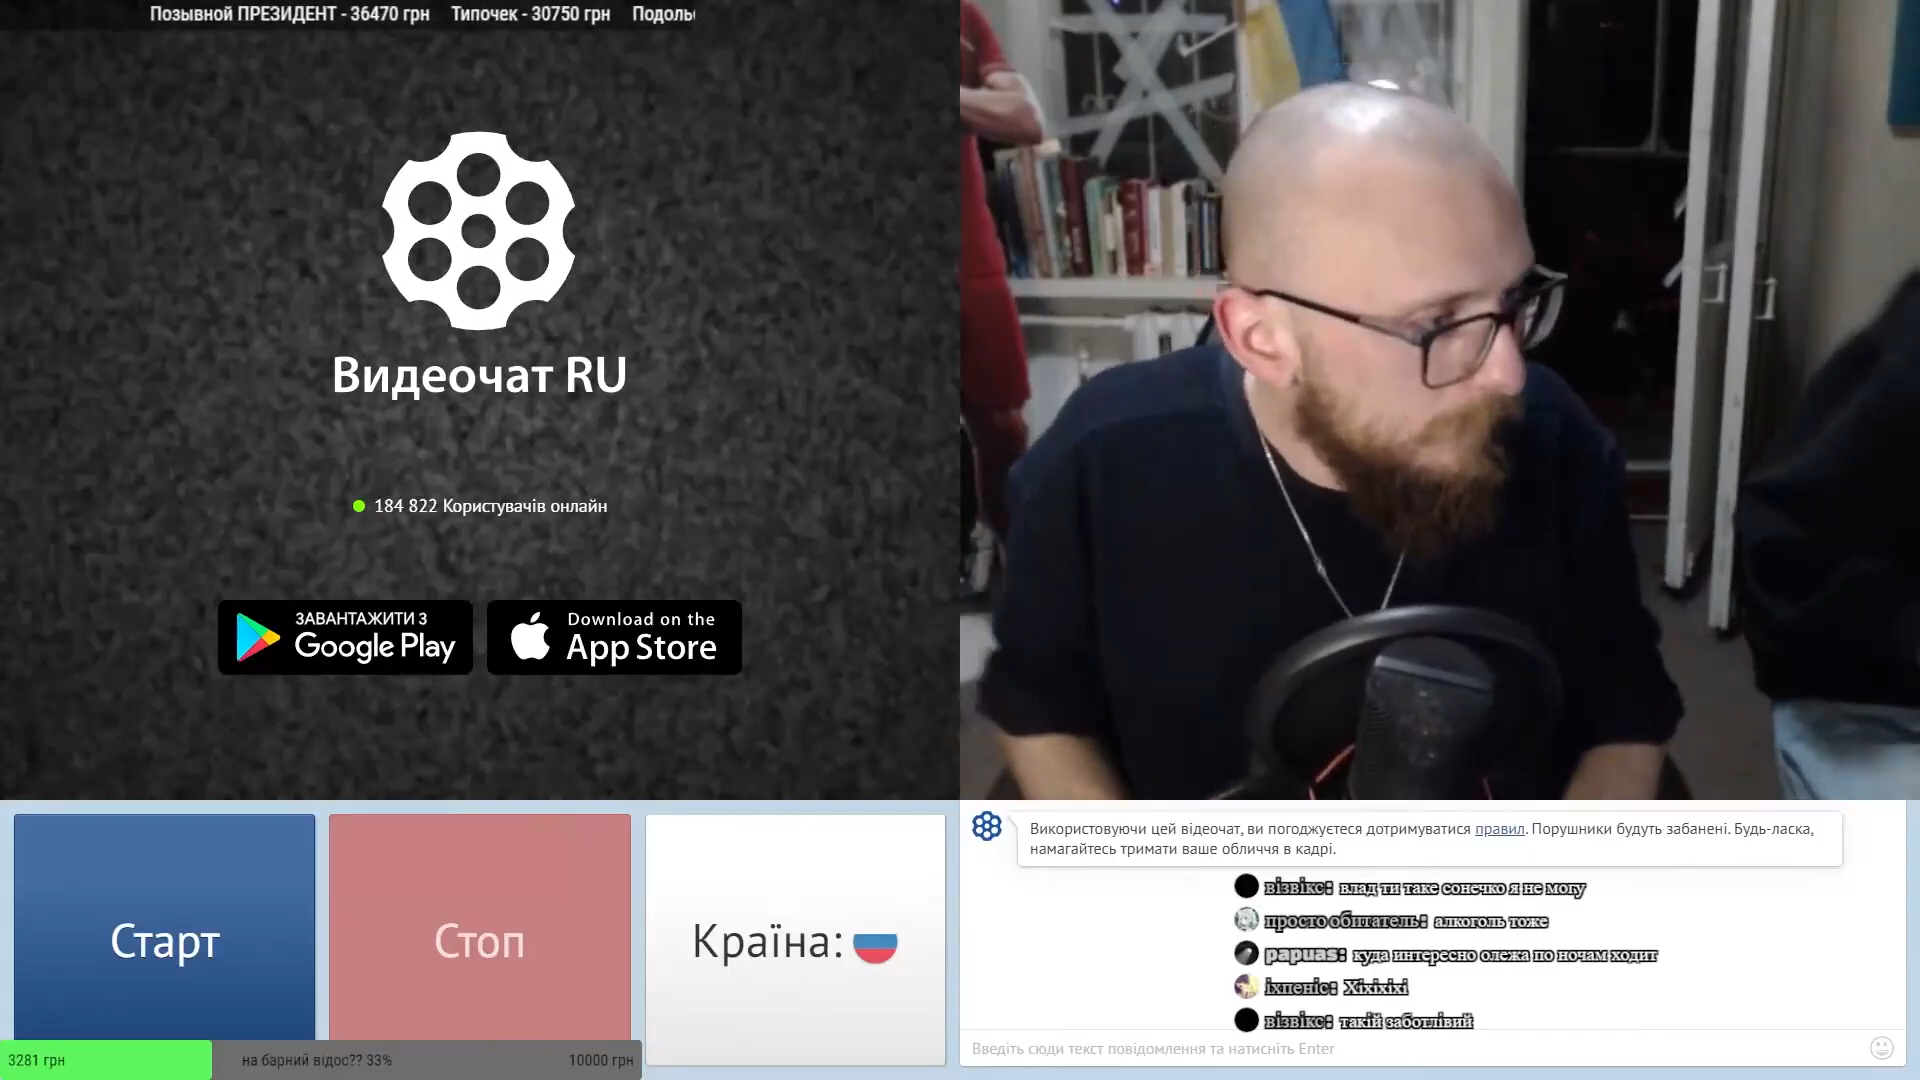 Позывной ПРЕЗИДЕНТ - 36470 грн Типочек - 30750 грн
Видеочат RU
184 822 Користувачів онлайн
ЗАВАНТАЖИТИ З
Google Play
Download on the
App Store
Старт
Стоп
Країна:
3281 грн
на барний відос?? 33%
10000 грн
Використовуючи цей відеочат, ви погоджуєтеся дотримуватися правил. Порушники будуть забанені. Будь-ласка,
намагайтесь тримати ваше обличчя в кадрі.
візвікс: влад ти таке сонечко я не могу
просто обитатель: алкоголь тоже
papuas: куда интересно олежа по ночам ходит
іхпеніс: Хіхіхіхі
візвікс: такій заботлівий
Введіть сюди текст повідомлення та натисніть Enter